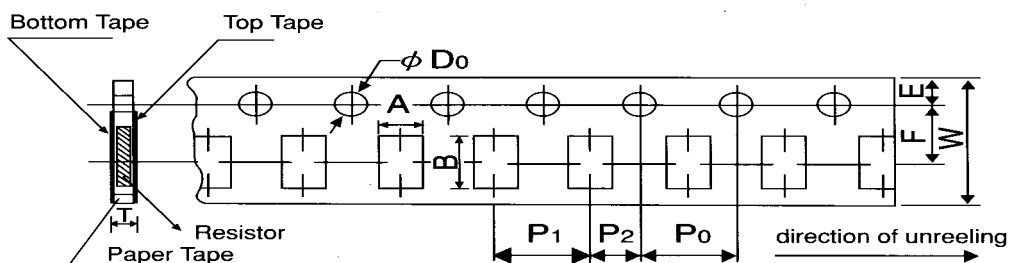 Bottom Tape
Top Tape
φ D0
A
B
E
F
W
T
Resistor
Paper Tape
P1
P2
P0
direction of unreeling